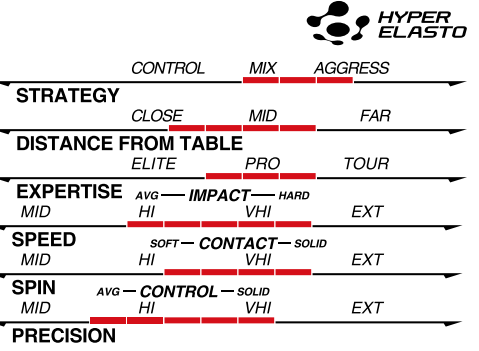 HYPER
ELASTO
CONTROL MIX AGGRESS
STRATEGY
CLOSE MID FAR
DISTANCE FROM TABLE
ELITE PRO TOUR
EXPERTISE AVG IMPACT HARD
MID HI VHI EXT
SPEED SOFT CONTACT SOLID
MID HI VHI EXT
SPIN AVG CONTROL SOLID
MID HI VHI EXT
PRECISION